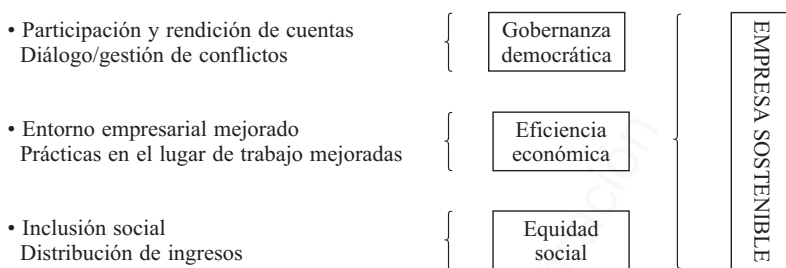 • Participación y rendición de cuentas
Diálogo/gestión de conflictos
Gobernanza
democrática
• Entorno empresarial mejorado
Prácticas en el lugar de trabajo mejoradas
Eficiencia
económica
• Inclusión social
Distribución de ingresos
Equidad
social
EMPRESA SOSTENIBLE